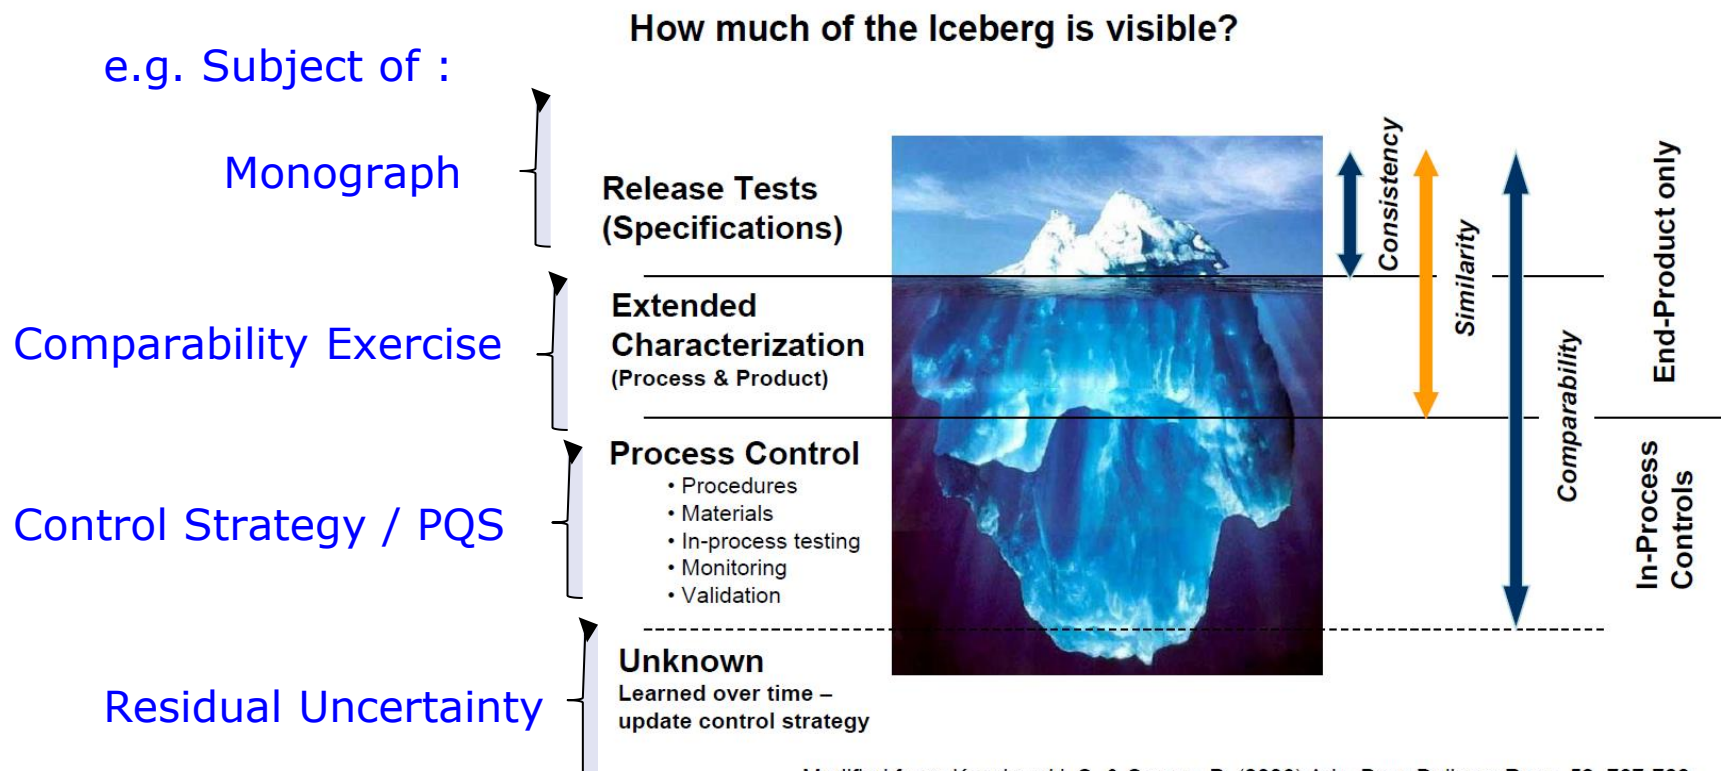 How much of the Iceberg is visible?
e.g. Subject of :
Monograph
Release Tests
(Specifications)
Consistency
Similarity
Comparability
End-Product only
Comparability Exercise
Extended
Characterization
(Process & Product)
Control Strategy / PQS
Process Control
• Procedures
• Materials
• In-process testing
• Monitoring
• Validation
In-Process
Controls
Residual Uncertainty
Unknown
Learned over time –
update control strategy